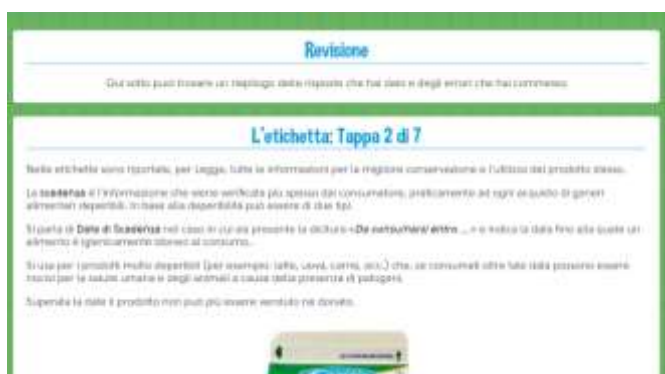 Revisione
Qui sotto puoi trovare un riepilogo delle risposte che hai dato e degli errori che hai commesso
L'etichetta: Tappa 2 di 7
Nelle etichette sono riportate, per Legge, tutte le informazioni per la migliore conservazione e l'utilizzo del prodotto stesso.
La scadenza è l'informazione che viene verificata più spesso dal consumatore, praticamente ad ogni acquisto di generi
alimentari deperibili. In base alla deperibilità può essere di due tipi.
Si parla di Data di Scadenza nel caso in cui sia presente la dicitura «Da consumarsi entro ... » e indica la data fino alla quale un
alimento è igienicamente idoneo al consumo.
Si usa per i prodotti molto deperibili (per esempio: latte, uova, carne, ecc.) che, se consumati oltre tale data possono essere
nocivi per la salute umana e degli animali a causa della presenza di patogeni.
Superata la data il prodotto non può più essere venduto né donato.